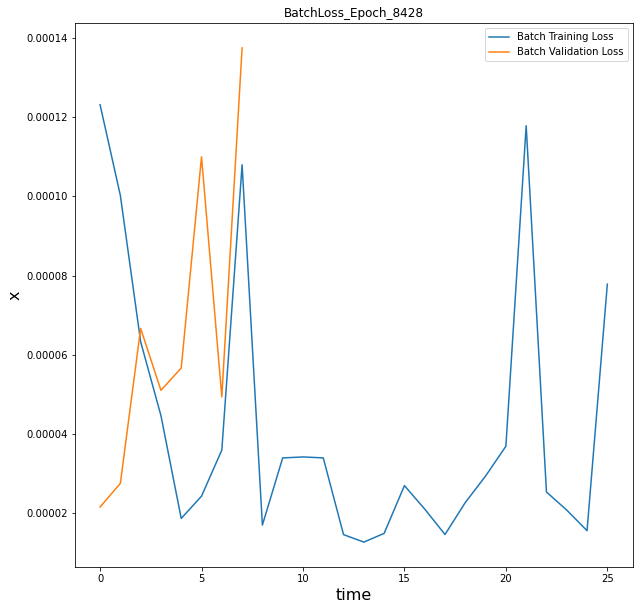 BatchLoss_Epoch_8428
Batch Training Loss
Batch Validation Loss
0.00014
0.00012
0.00010
0.00008
0.00006
0.00004
0.00002
x
0 5 10 15 20 25
time